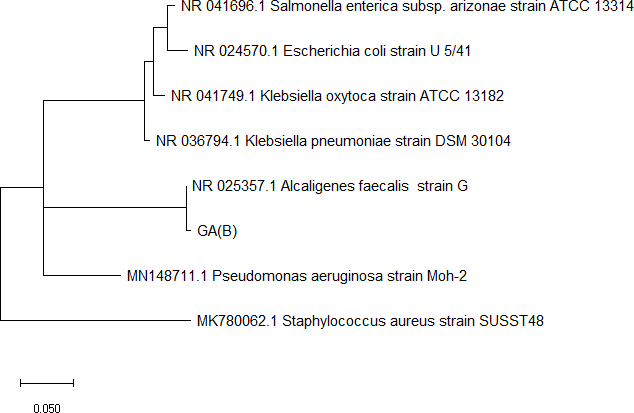 NR 041696.1 Salmonella enterica subsp. arizonae strain ATCC 13314
NR 024570.1 Escherichia coli strain U 5/41
NR 041749.1 Klebsiella oxytoca strain ATCC 13182
NR 036794.1 Klebsiella pneumoniae strain DSM 30104
NR 025357.1 Alcaligenes faecalis strain G
GA(B)
MN148711.1 Pseudomonas aeruginosa strain Moh-2
MK780062.1 Staphylococcus aureus strain SUSST48
0.050